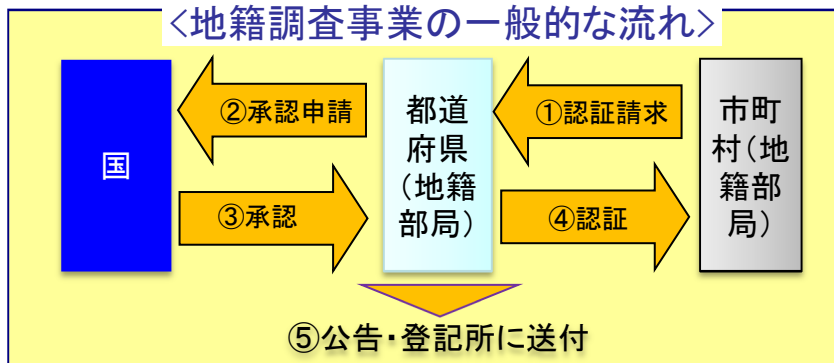 <地籍調査事業の一般的な流れ>
国
②承認申請
③承認
都道
府県
(地籍
部局)
①認証請求
④認証
市町
村(地
籍部
局)
⑤公告・登記所に送付